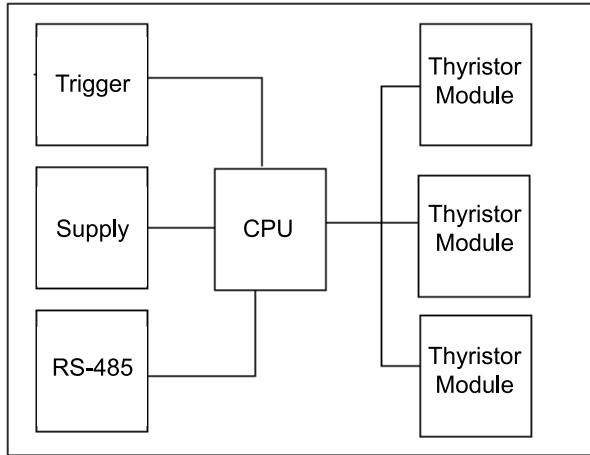 Trigger
Supply
RS-485
CPU
Thyristor
Module
Thyristor
Module
Thyristor
Module